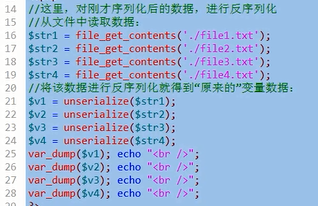 14 //这里，对刚才序列化后的数据，进行反序列化
15 //从文件中读取数据：
16 $str1 = file_get_contents('./file1.txt');
17 $str2 = file_get_contents('./file2.txt');
18 $str3 = file_get_contents('./file3.txt');
19 $str4 = file_get_contents('./file4.txt');
20 //将该数据进行反序列化就得到“原来的”变量数据：
21 $v1 = unserialize($str1);
22 $v2 = unserialize($str2);
23 $v3 = unserialize($str3);
24 $v4 = unserialize($str4);
25 var_dump($v1); echo "<br />";
26 var_dump($v2); echo "<br />";
27 var_dump($v3); echo "<br />";
28 var_dump($v4); echo "<br />";
?>